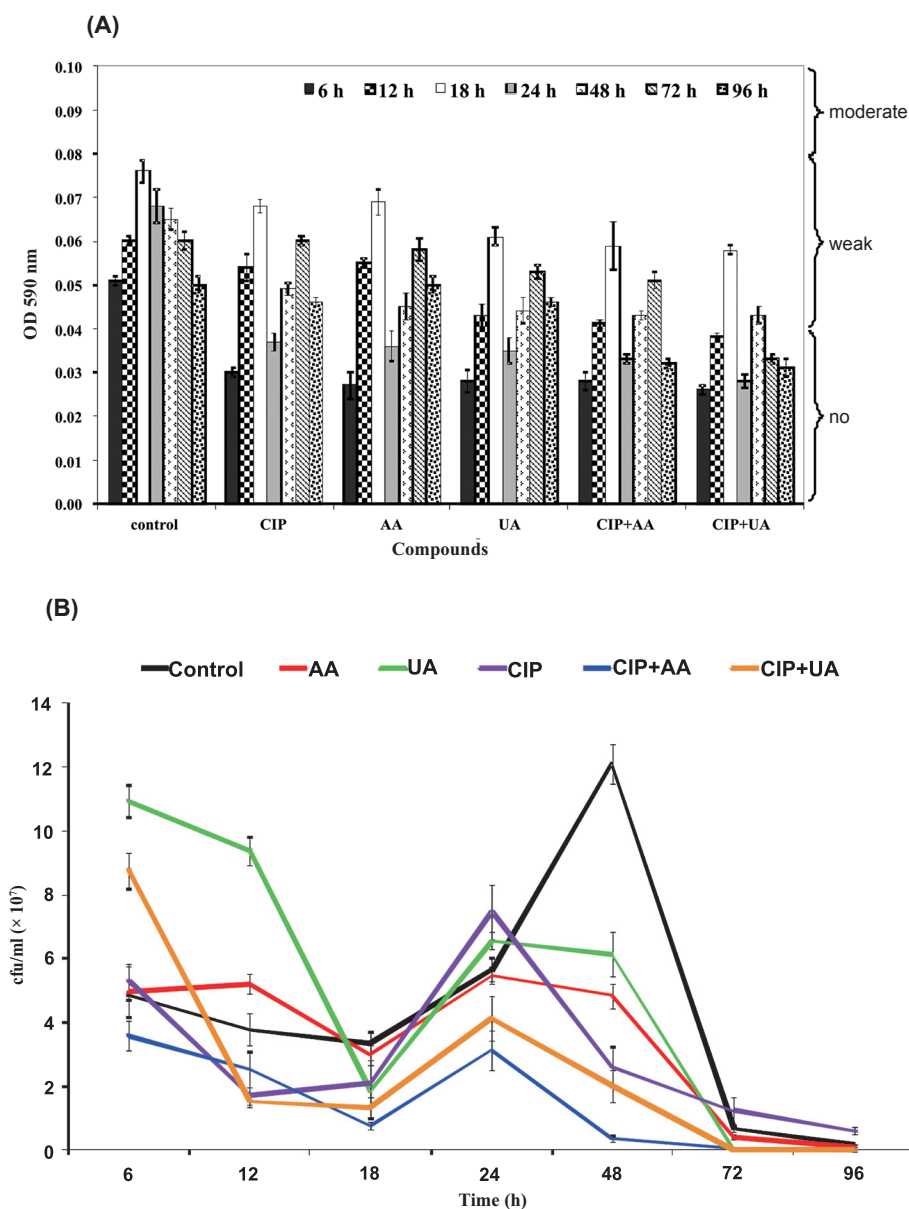 (A)
0.10
0.09
0.08
0.07
0.06
0.05
0.04
0.03
0.02
0.01
0.00
OD 590 nm
6 h 12 h 18 h 24 h 48 h 72 h 96 h
moderate
weak
no
control CIP AA UA CIP+AA CIP+UA
Compounds
(B)
Control AA UA CIP CIP+AA CIP+UA
14
12
10
8
6
4
2
0
cfu/ml (× 10⁷)
6 12 18 24 48 72 96
Time (h)